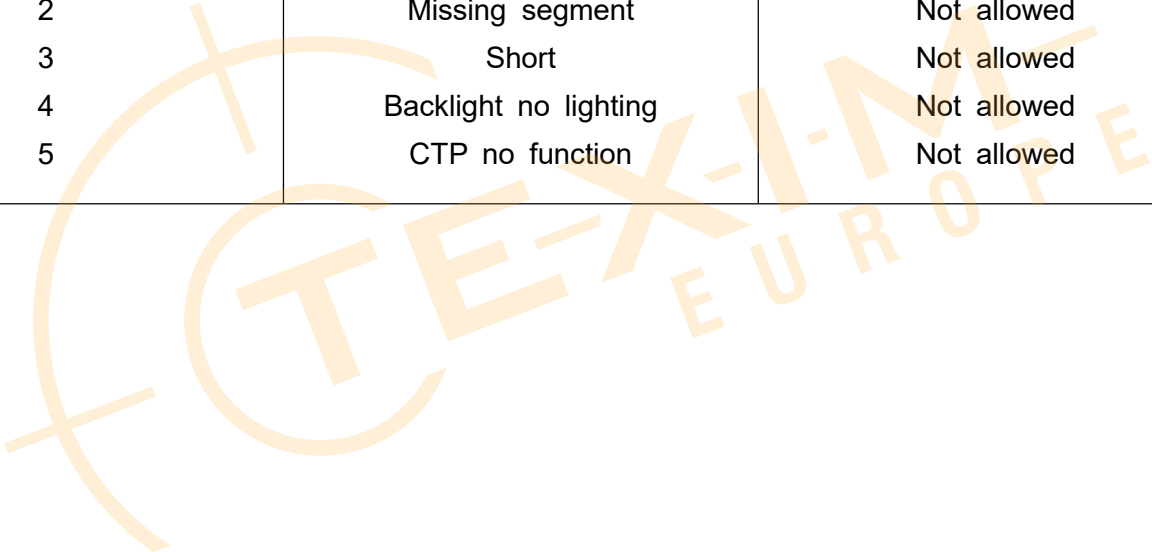 2 Missing segment Not allowed
3 Short Not allowed
4 Backlight no lighting Not allowed
5 CTP no function Not allowed
TEXIM
EUROPE